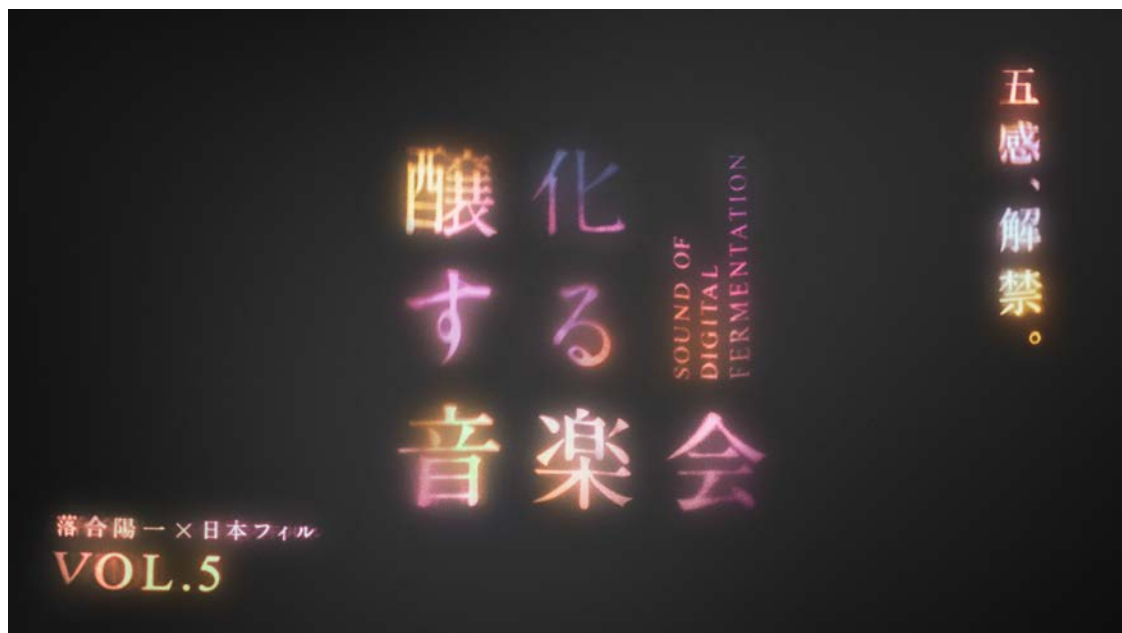 醸化
する
音楽会
SOUND OF
DIGITAL
FERMENTATION
五感、解禁。
落合陽一×日本フィル
VOL.5